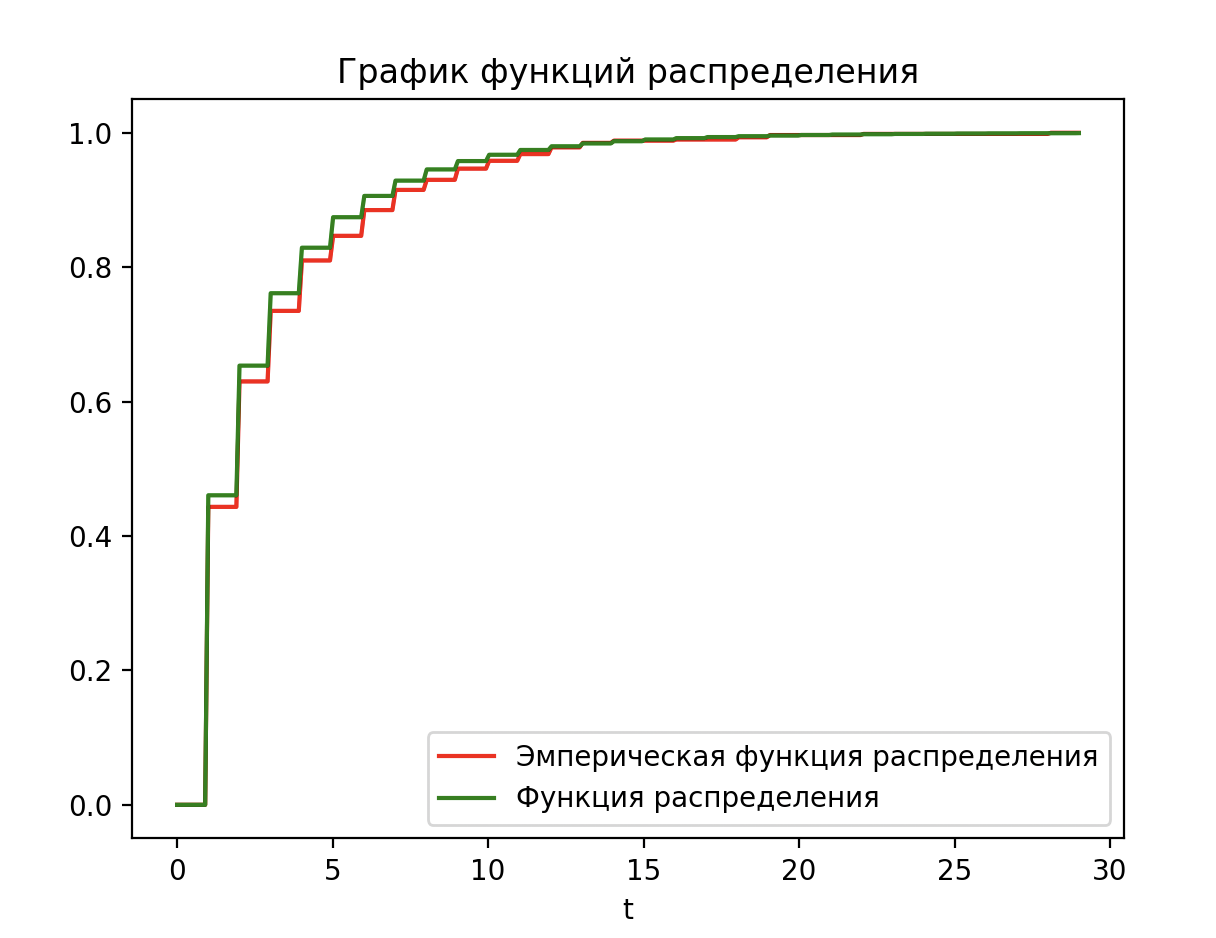 График функций распределения
1.0
0.8
0.6
0.4
0.2
0.0
Эмперическая функция распределения
Функция распределения
0 5 10 15 20 25 30
t